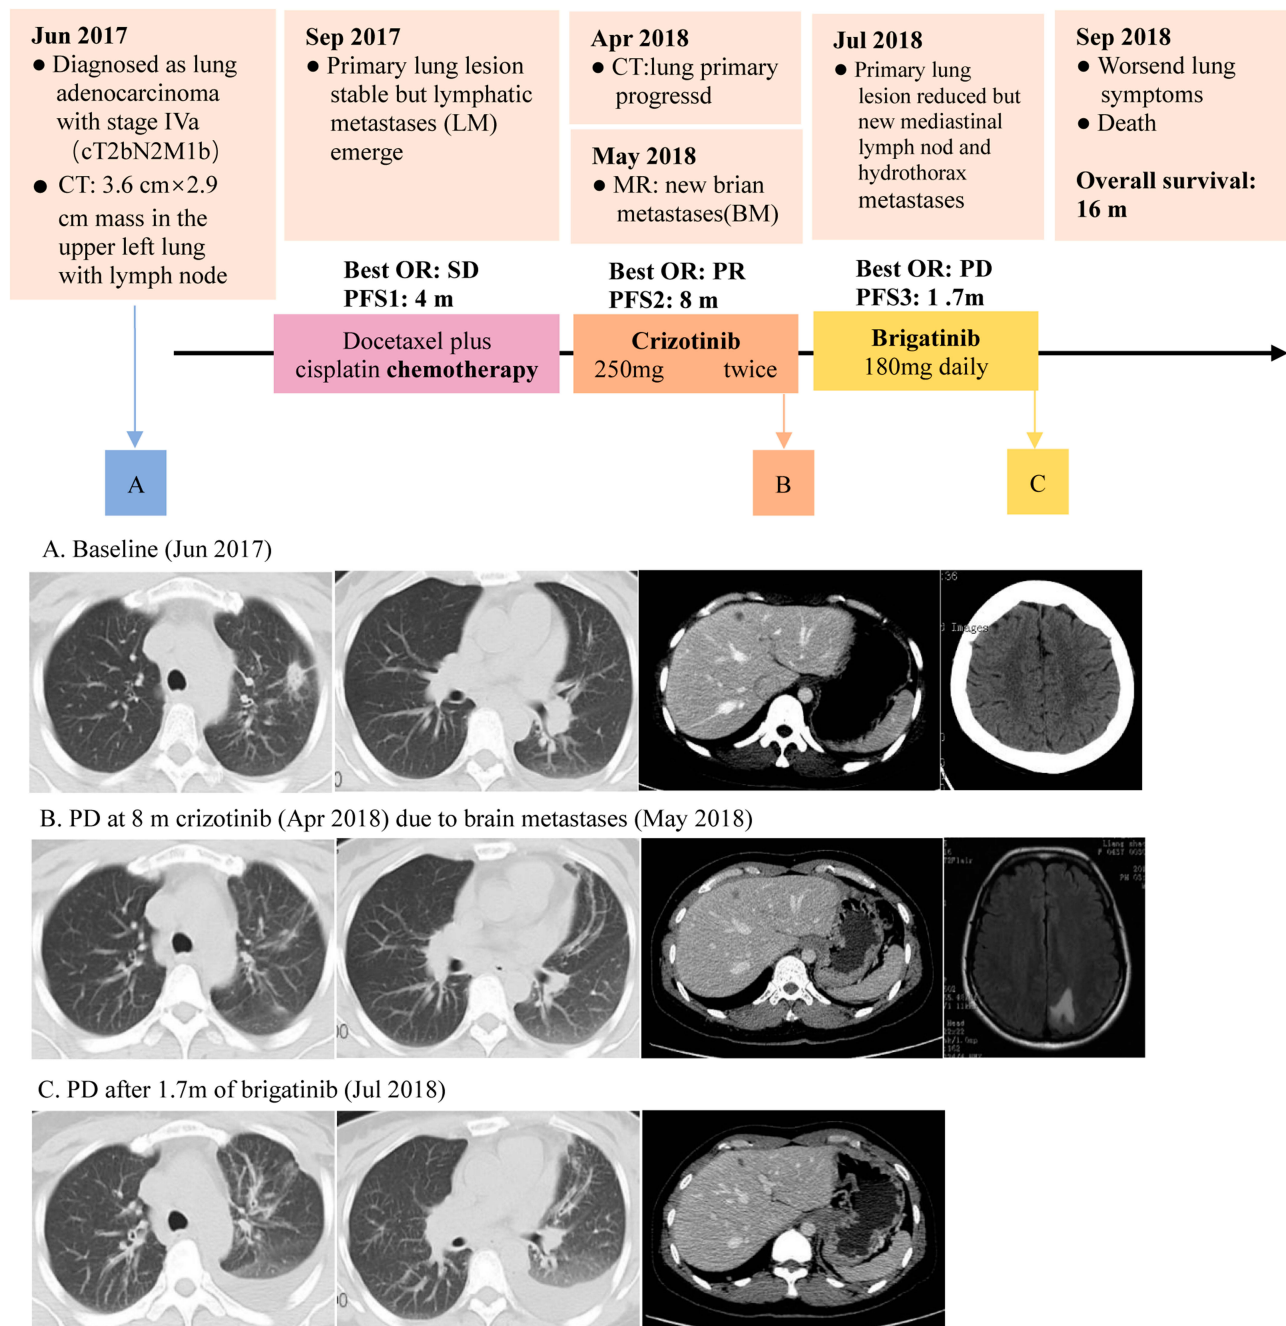 Jun 2017
● Diagnosed as lung
adenocarcinoma
with stage IVa
(cT2bN2M1b)
● CT: 3.6 cm×2.9
cm mass in the
upper left lung
with lymph node
Sep 2017
● Primary lung lesion
stable but lymphatic
metastases (LM)
emerge
Apr 2018
● CT:lung primary
progressd
May 2018
● MR: new brian
metastases(BM)
Jul 2018
● Primary lung
lesion reduced but
new mediastinal
lymph nod and
hydrothorax
metastases
Sep 2018
● Worsend lung
symptoms
● Death
Overall survival:
16 m
Best OR: SD
PFS1: 4 m
Best OR: PR
PFS2: 8 m
Best OR: PD
PFS3: 1 .7m
Docetaxel plus
cisplatin chemotherapy
Crizotinib
250mg twice
Brigatinib
180mg daily
A
B
C
A. Baseline (Jun 2017)
:36
d Images
B. PD at 8 m crizotinib (Apr 2018) due to brain metastases (May 2018)
Head
C. PD after 1.7m of brigatinib (Jul 2018)